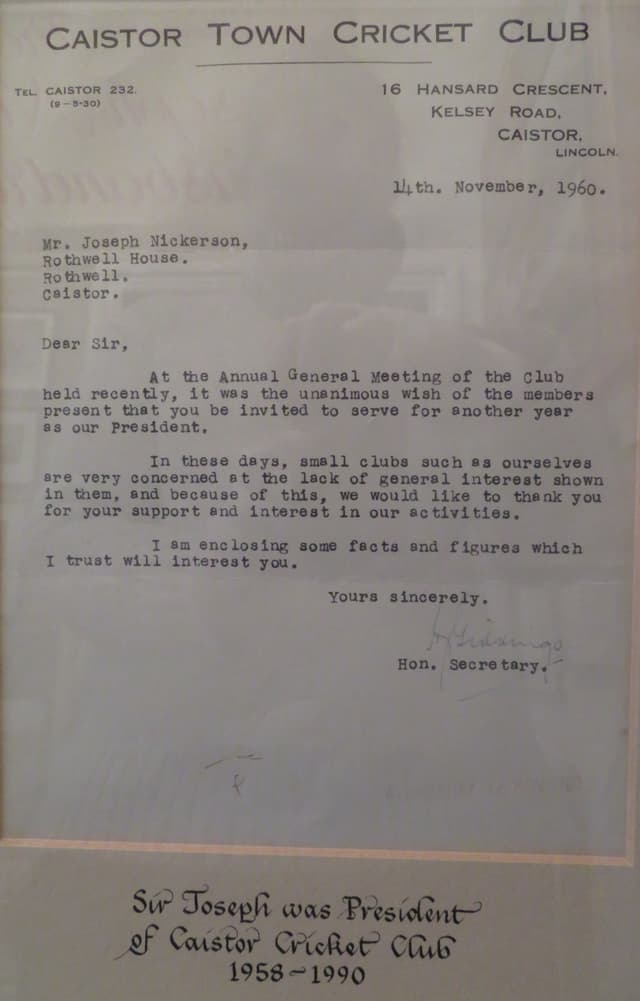 CAISTOR TOWN CRICKET CLUB
TEL. CAISTOR 232.
(9-5-30)
16 HANSARD CRESCENT,
KELSEY ROAD,
CAISTOR,
LINCOLN.
14th. November, 1960.
Mr. Joseph Nickerson,
Rothwell House.
Rothwell.
Caistor.
Dear Sir,
At the Annual General Meeting of the Club
held recently, it was the unanimous wish of the members
present that you be invited to serve for another year
as our President.
In these days, small clubs such as ourselves
are very concerned at the lack of general interest shown
in them, and because of this, we would like to thank you
for your support and interest in our activities.
I am enclosing some facts and figures which
I trust will interest you.
Yours sincerely.
Hon. Secretary.
Sir Joseph was President
of Caistor Cricket Club
1958-1990